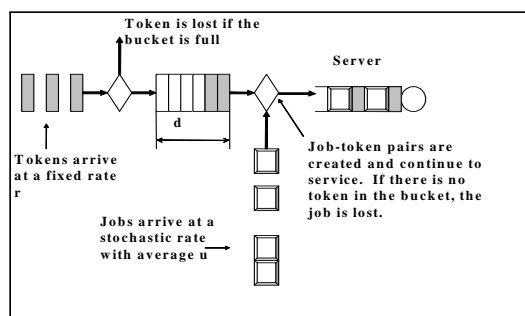 Token is lost if the
bucket is full
Server
d
Tokens arrive
at a fixed rate
r
Job-token pairs are
created and continue to
service. If there is no
token in the bucket, the
job is lost.
Jobs arrive at a
stochastic rate
with average u